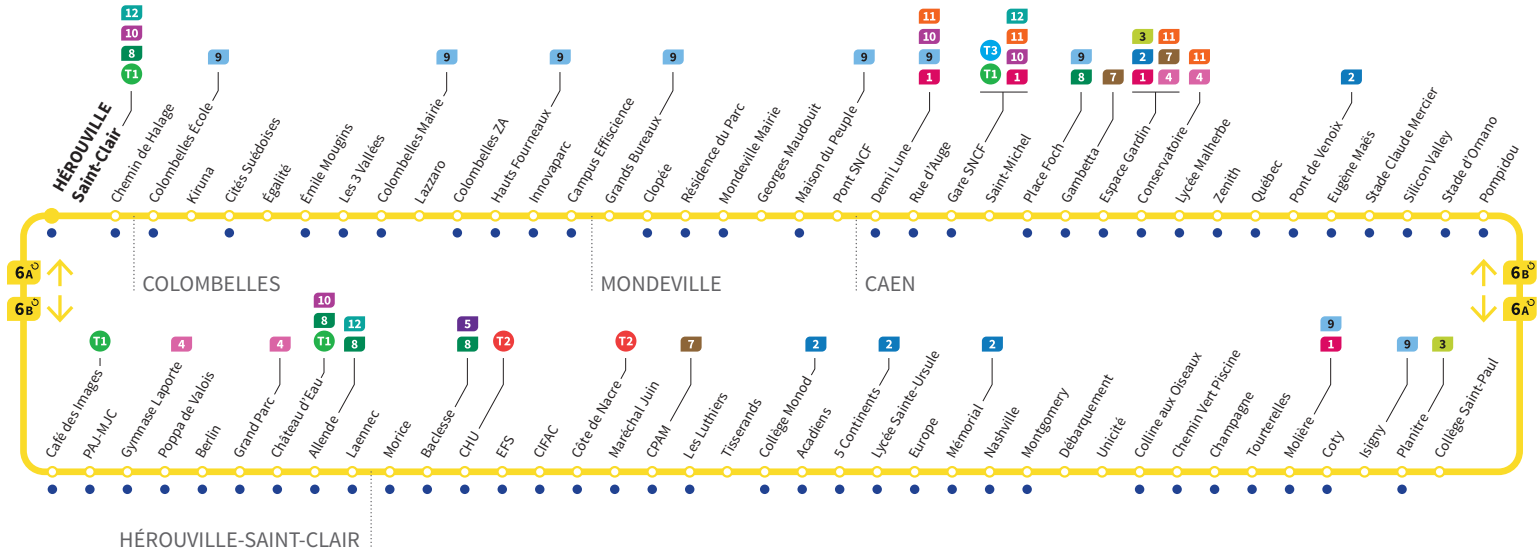 12
10
8
T1
9
9
9
9
9
11
10
9
1
T3
T1
12
11
10
1
9
8
7
3
2
1
11
7
4
11
4
2
HÉROUVILLE
Saint-Clair
Chemin de Halage
Colombelles École
Kiruna
Cités Suédoises
Égalité
Émile Mougins
Les 3 Vallées
Colombelles Mairie
Lazzaro
Colombelles ZA
Hauts Fourneaux
Innovaparc
Campus Effiscience
Grands Bureaux
Clopée
Résidence du Parc
Mondeville Mairie
Georges Maudouit
Maison du Peuple
Pont SNCF
Demi Lune
Rue d'Auge
Gare SNCF
Saint-Michel
Place Foch
Gambetta
Espace Gardin
Conservatoire
Lycée Malherbe
Zenith
Québec
Pont de Venoix
Eugène Maës
Stade Claude Mercier
Silicon Valley
Stade d'Ornano
Pompidou
6A
6B
COLOMBELLES
MONDEVILLE
CAEN
6B
6A
T1
4
4
10
8
T1
12
8
5
8
T2
T2
7
2
2
2
9
1
9
3
Café des Images
PAJ-MJC
Gymnase Laporte
Poppa de Valois
Berlin
Grand Parc
Château d'Eau
Allende
Laennec
Morice
Baclesse
CHU
EFS
CIFAC
Côte de Nacre
Maréchal Juin
CPAM
Les Luthiers
Tisserands
Collège Monod
Acadiens
5 Continents
Lycée Sainte-Ursule
Europe
Mémorial
Nashville
Montgomery
Débarquement
Unicité
Colline aux Oiseaux
Chemin Vert Piscine
Champagne
Tourterelles
Molière
Coty
Isigny
Planitre
Collège Saint-Paul
HÉROUVILLE-SAINT-CLAIR